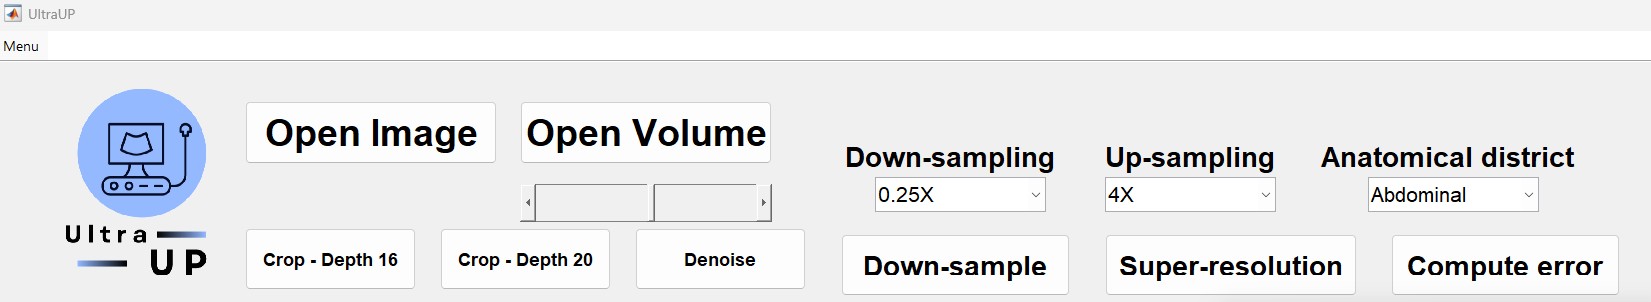 UltraUP
Menu
Ultra
UP
Open Image
Open Volume
Crop - Depth 16
Crop - Depth 20
Denoise
Down-sampling
Up-sampling
Anatomical district
0.25X
4X
Abdominal
Down-sample
Super-resolution
Compute error